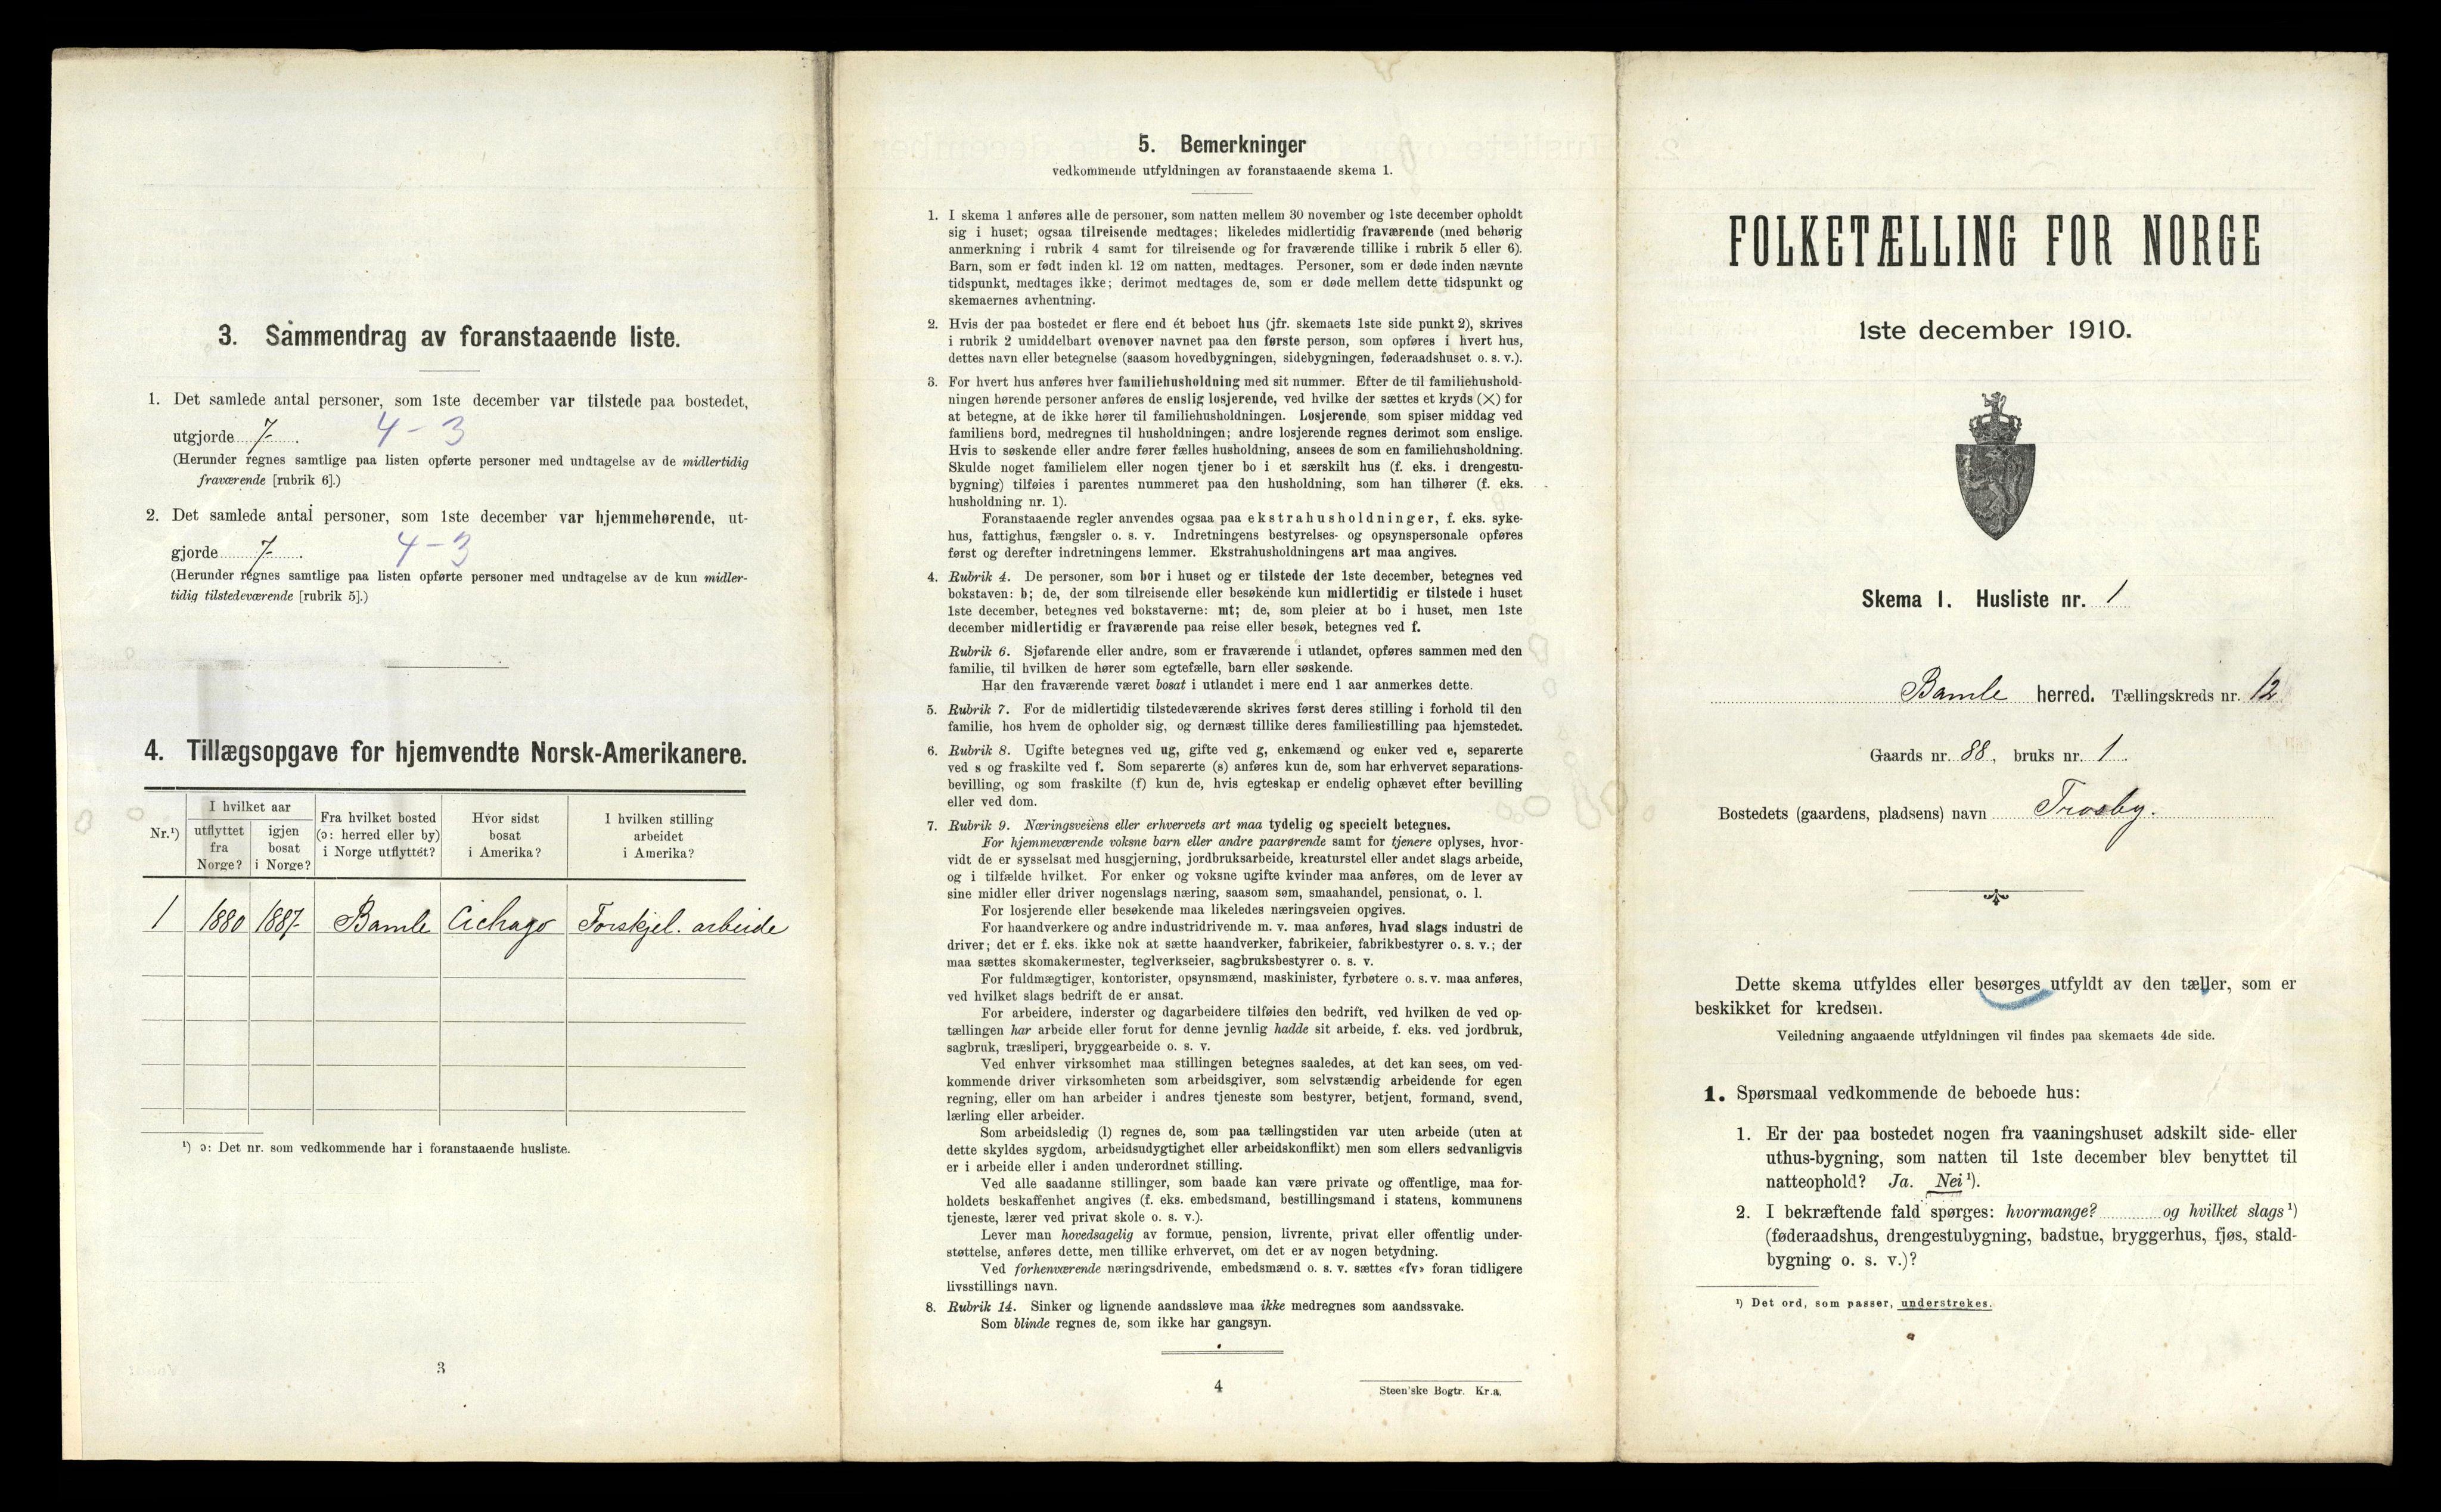 3. Sammendrag av foranstaaende liste.
1. Det samlede antal personer, som 1ste december var tilstede paa bostedet,
utgjorde 7- . 4 - 3
(Herunder regnes samtlige paa listen opførte personer med undtagelse av de midlertidig
fraværende [rubrik 6].)
2. Det samlede antal personer, som 1ste december var hjemmehørende, ut-
gjorde 7- . 4 - 3
(Herunder regnes samtlige paa listen opførte personer med undtagelse av de kun midler-
tidig tilstedeværende [rubrik 5].)
4. Tillægsopgave for hjemvendte Norsk-Amerikanere.
Nr.¹) I hvilket aar utflyttet fra Norge? igjen bosat i Norge? Fra hvilket bosted (ɔ: herred eller by) i Norge utflyttet? Hvor sidst bosat i Amerika? I hvilken stilling arbeidet i Amerika?
1 1880 1887- Bamle Cichago Forskjel. arbeide
¹) ɔ: Det nr. som vedkommende har i foranstaaende husliste.
3
5. Bemerkninger
vedkommende utfyldningen av foranstaaende skema 1.
1. I skema 1 anføres alle de personer, som natten mellem 30 november og 1ste december opholdt
sig i huset; ogsaa tilreisende medtages; likeledes midlertidig fraværende (med behørig
anmerkning i rubrik 4 samt for tilreisende og for fraværende tillike i rubrik 5 eller 6).
Barn, som er født inden kl. 12 om natten, medtages. Personer, som er døde inden nævnte
tidspunkt, medtages ikke; derimot medtages de, som er døde mellem dette tidspunkt og
skemaernes avhentning.
2. Hvis der paa bostedet er flere end ét beboet hus (jfr. skemaets 1ste side punkt 2), skrives
i rubrik 2 umiddelbart ovenover navnet paa den første person, som opføres i hvert hus,
dettes navn eller betegnelse (saasom hovedbygningen, sidebygningen, føderaadshuset o. s. v.).
3. For hvert hus anføres hver familiehusholdning med sit nummer. Efter de til familiehushold-
ningen hørende personer anføres de enslig losjerende, ved hvilke der sættes et kryds (×) for
at betegne, at de ikke hører til familiehusholdningen. Losjerende, som spiser middag ved
familiens bord, medregnes til husholdningen; andre losjerende regnes derimot som enslige.
Hvis to søskende eller andre fører fælles husholdning, ansees de som en familiehusholdning.
Skulde noget familielem eller nogen tjener bo i et særskilt hus (f. eks. i drengestu-
bygning) tilføies i parentes nummeret paa den husholdning, som han tilhører (f. eks.
husholdning nr. 1).
Foranstaaende regler anvendes ogsaa paa ekstrahusholdninger, f. eks. syke-
hus, fattighus, fængsler o. s. v. Indretningens bestyrelses- og opsynspersonale opføres
først og derefter indretningens lemmer. Ekstrahusholdningens art maa angives.
4. Rubrik 4. De personer, som bor i huset og er tilstede der 1ste december, betegnes ved
bokstaven: b; de, der som tilreisende eller besøkende kun midlertidig er tilstede i huset
1ste december, betegnes ved bokstaverne: mt; de, som pleier at bo i huset, men 1ste
december midlertidig er fraværende paa reise eller besøk, betegnes ved f.
Rubrik 6. Sjøfarende eller andre, som er fraværende i utlandet, opføres sammen med den
familie, til hvilken de hører som egtefælle, barn eller søskende.
Har den fraværende været bosat i utlandet i mere end 1 aar anmerkes dette.
5. Rubrik 7. For de midlertidig tilstedeværende skrives først deres stilling i forhold til den
familie, hos hvem de opholder sig, og dernæst tillike deres familiestilling paa hjemstedet.
6. Rubrik 8. Ugifte betegnes ved ug, gifte ved g, enkemænd og enker ved e, separerte
ved s og fraskilte ved f. Som separerte (s) anføres kun de, som har erhvervet separations-
bevilling, og som fraskilte (f) kun de, hvis egteskap er endelig ophævet efter bevilling
eller ved dom.
7. Rubrik 9. Næringsveiens eller erhvervets art maa tydelig og specielt betegnes.
For hjemmeværende voksne barn eller andre paarørende samt for tjenere oplyses, hvor-
vidt de er sysselsat med husgjerning, jordbruksarbeide, kreaturstel eller andet slags arbeide,
og i tilfælde hvilket. For enker og voksne ugifte kvinder maa anføres, om de lever av
sine midler eller driver nogenslags næring, saasom søm, smaahandel, pensionat, o. l.
For losjerende eller besøkende maa likeledes næringsveien opgives.
For haandverkere og andre industridrivende m. v. maa anføres, hvad slags industri de
driver; det er f. eks. ikke nok at sætte haandverker, fabrikeier, fabrikbestyrer o. s. v.; der
maa sættes skomakermester, teglverkseier, sagbruksbestyrer o. s. v.
For fuldmægtiger, kontorister, opsynsmænd, maskinister, fyrbøtere o. s. v. maa anføres,
ved hvilket slags bedrift de er ansat.
For arbeidere, inderster og dagarbeidere tilføies den bedrift, ved hvilken de ved op-
tællingen har arbeide eller forut for denne jevnlig hadde sit arbeide, f. eks. ved jordbruk,
sagbruk, træsliperi, bryggearbeide o. s. v.
Ved enhver virksomhet maa stillingen betegnes saaledes, at det kan sees, om ved-
kommende driver virksomheten som arbeidsgiver, som selvstændig arbeidende for egen
regning, eller om han arbeider i andres tjeneste som bestyrer, betjent, formand, svend,
lærling eller arbeider.
Som arbeidsledig (l) regnes de, som paa tællingstiden var uten arbeide (uten at
dette skyldes sygdom, arbeidsudygtighet eller arbeidskonflikt) men som ellers sedvanligvis
er i arbeide eller i anden underordnet stilling.
Ved alle saadanne stillinger, som baade kan være private og offentlige, maa for-
holdets beskaffenhet angives (f. eks. embedsmand, bestillingsmand i statens, kommunens
tjeneste, lærer ved privat skole o. s. v.).
Lever man hovedsagelig av formue, pension, livrente, privat eller offentlig under-
støttelse, anføres dette, men tillike erhvervet, om det er av nogen betydning.
Ved forhenværende næringsdrivende, embedsmænd o. s. v. sættes «fv» foran tidligere
livsstillings navn.
8. Rubrik 14. Sinker og lignende aandssløve maa ikke medregnes som aandssvake.
Som blinde regnes de, som ikke har gangsyn.
4
Steen'ske Bogtr. Kr.a.
FOLKETÆLLING FOR NORGE
1ste december 1910.
Skema 1. Husliste nr. 1
Bamle herred. Tællingskreds nr. 12
Gaards nr. 88, bruks nr. 1.
Bostedets (gaardens, pladsens) navn Trosby.
Dette skema utfyldes eller besørges utfyldt av den tæller, som er
beskikket for kredsen.
Veiledning angaaende utfyldningen vil findes paa skemaets 4de side.
1. Spørsmaal vedkommende de beboede hus:
1. Er der paa bostedet nogen fra vaaningshuset adskilt side- eller
uthus-bygning, som natten til 1ste december blev benyttet til
natteophold? Ja. Nei ¹).
2. I bekræftende fald spørges: hvormange? og hvilket slags ¹)
(føderaadshus, drengestubygning, badstue, bryggerhus, fjøs, stald-
bygning o. s. v.)?
¹) Det ord, som passer, understrekes.